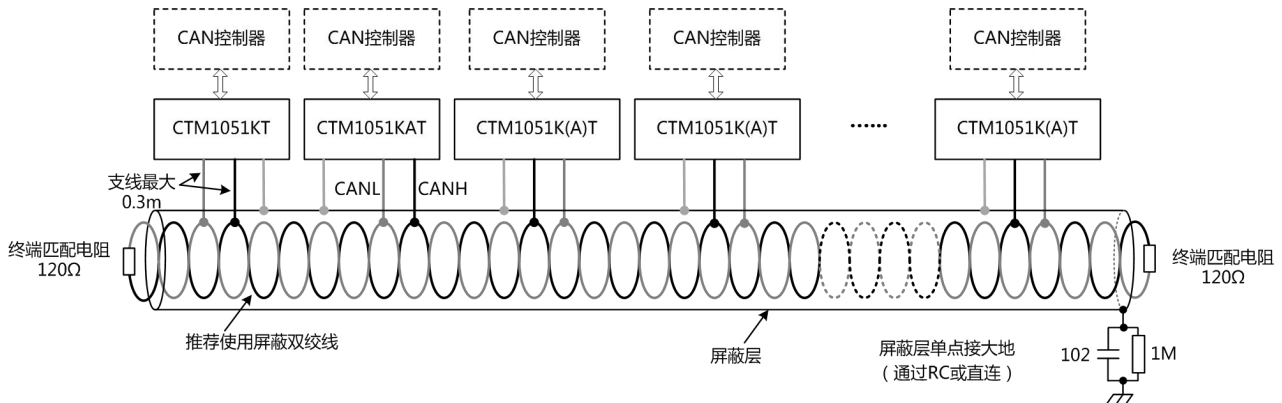 CAN控制器
CAN控制器
CAN控制器
CAN控制器
CAN控制器
CTM1051KT
CTM1051KAT
CTM1051K(A)T
CTM1051K(A)T
······
CTM1051K(A)T
支线最大
0.3m
CANL
CANH
终端匹配电阻
120Ω
终端匹配电阻
120Ω
推荐使用屏蔽双绞线
屏蔽层
屏蔽层单点接大地
（通过RC或直连）
102
1M